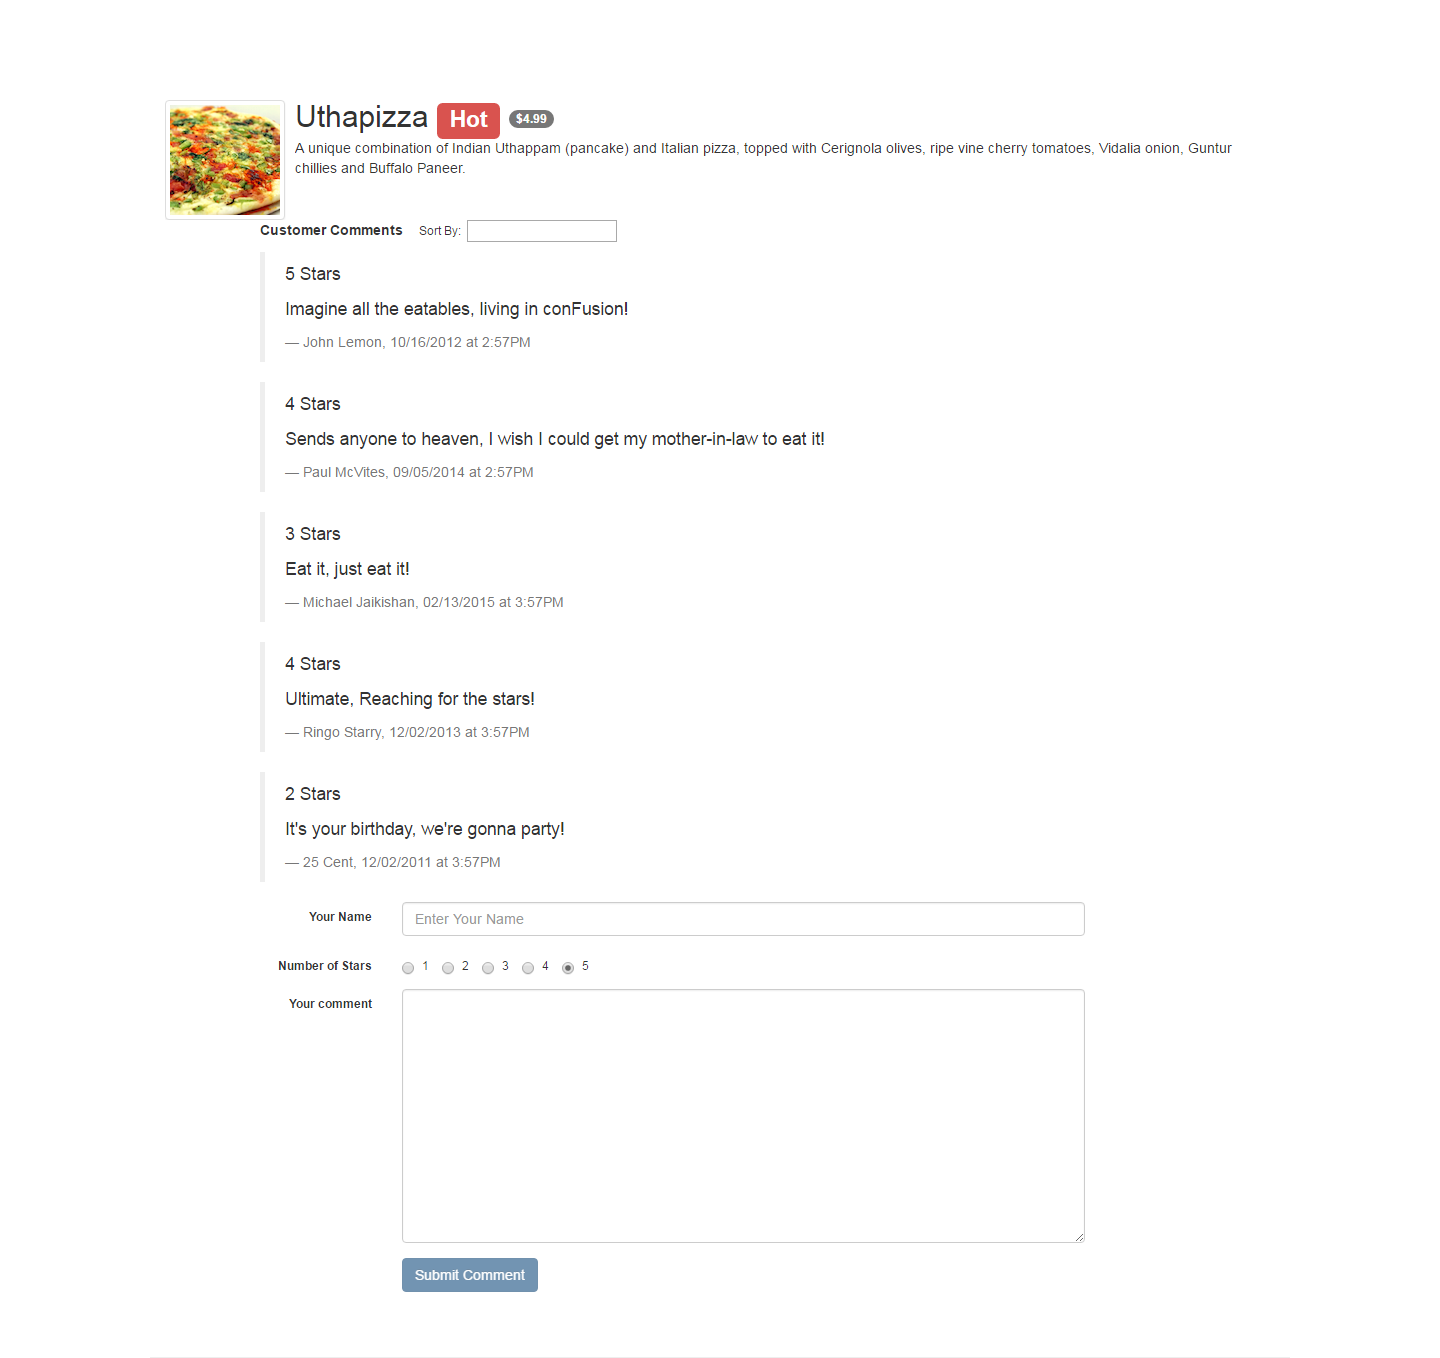 Uthapizza Hot $4.99
A unique combination of Indian Uthappam (pancake) and Italian pizza, topped with Cerignola olives, ripe vine cherry tomatoes, Vidalia onion, Guntur
chillies and Buffalo Paneer.
Customer Comments Sort By:
5 Stars
Imagine all the eatables, living in conFusion!
— John Lemon, 10/16/2012 at 2:57PM
4 Stars
Sends anyone to heaven, I wish I could get my mother-in-law to eat it!
— Paul McVites, 09/05/2014 at 2:57PM
3 Stars
Eat it, just eat it!
— Michael Jaikishan, 02/13/2015 at 3:57PM
4 Stars
Ultimate, Reaching for the stars!
— Ringo Starry, 12/02/2013 at 3:57PM
2 Stars
It's your birthday, we're gonna party!
— 25 Cent, 12/02/2011 at 3:57PM
Your Name Enter Your Name
Number of Stars 1 2 3 4 5
Your comment
Submit Comment